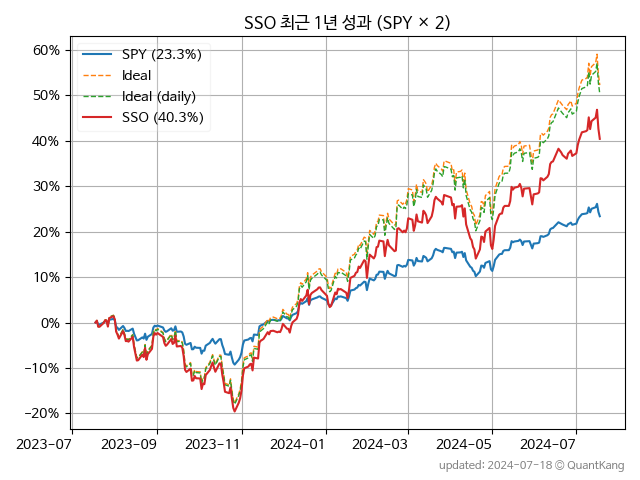 SSO 최근 1년 성과 (SPY × 2)
60%
50%
40%
30%
20%
10%
0%
−10%
−20%
SPY (23.3%)
Ideal
Ideal (daily)
SSO (40.3%)
2023-07
2023-09
2023-11
2024-01
2024-03
2024-05
2024-07
updated: 2024-07-18 © QuantKang